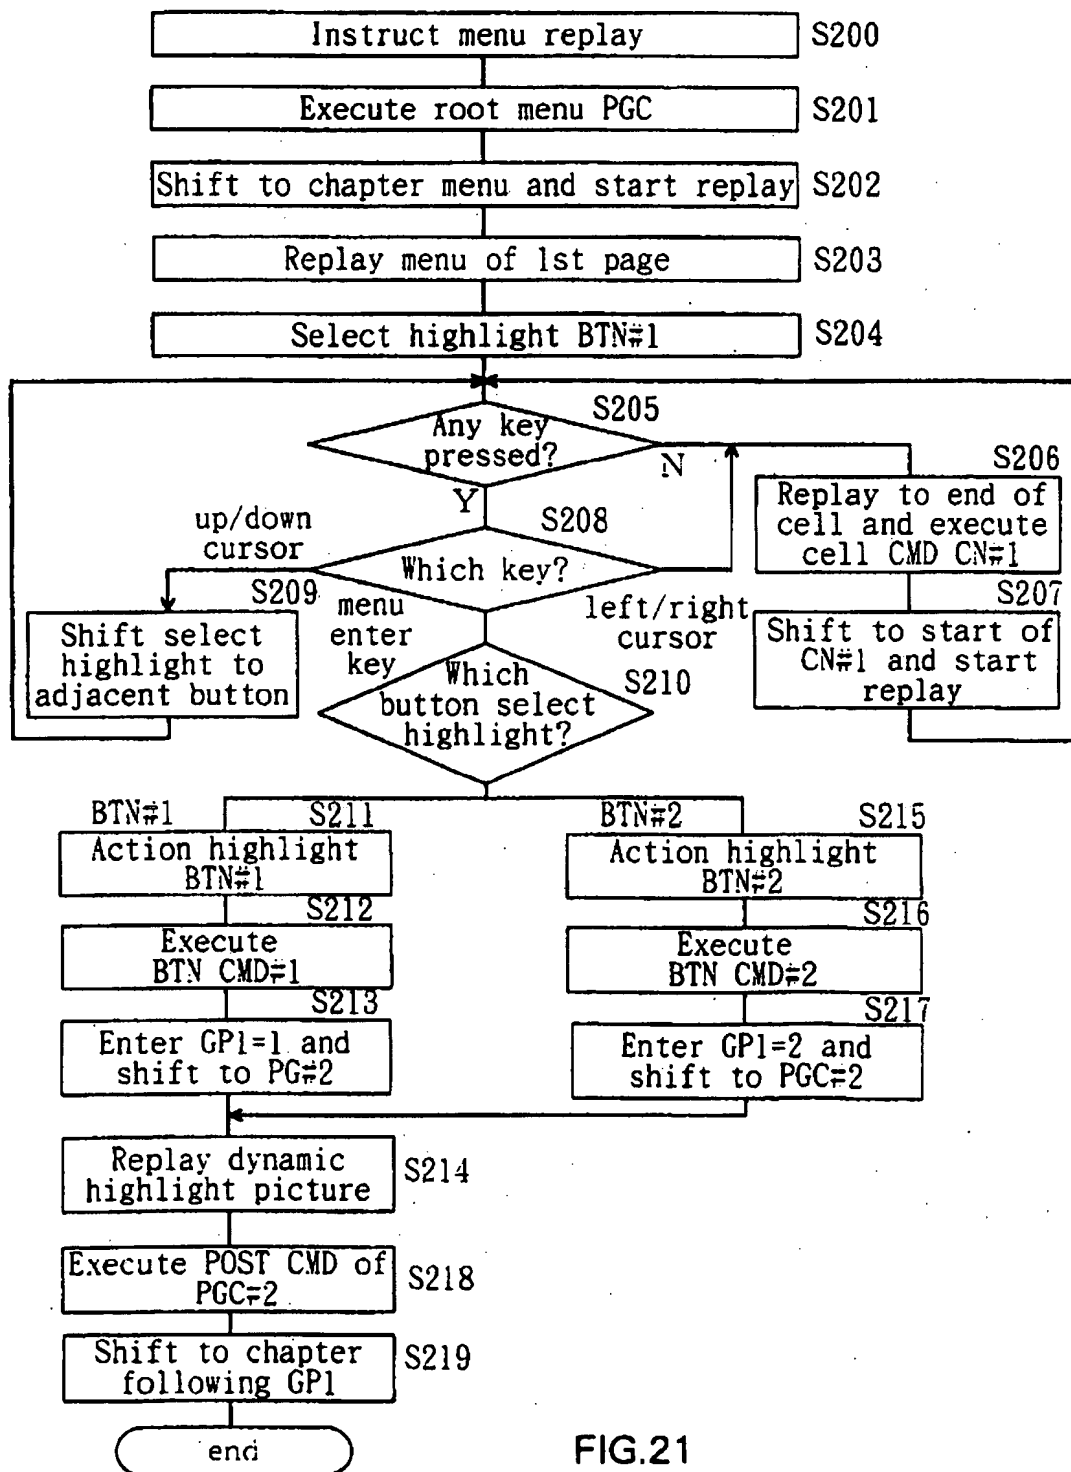 Instruct menu replay
S200
Execute root menu PGC
S201
Shift to chapter menu and start replay
S202
Replay menu of 1st page
S203
Select highlight BTN#1
S204
S205
Any key
pressed?
N
Y
S206
Replay to end of
cell and execute
cell CMD CN#1
S207
Shift to start of
CN#1 and start
replay
S208
Which key?
up/down
cursor
S209
Shift select
highlight to
adjacent button
menu
enter
key
left/right
cursor
S210
Which
button select
highlight?
BTN#1
S211
Action highlight
BTN#1
S212
Execute
BTN CMD#1
S213
Enter GP1=1 and
shift to PG#2
BTN#2
S215
Action highlight
BTN#2
S216
Execute
BTN CMD#2
S217
Enter GP1=2 and
shift to PGC#2
Replay dynamic
highlight picture
S214
Execute POST CMD of
PGC#2
S218
Shift to chapter
following GP1
S219
end
FIG.21